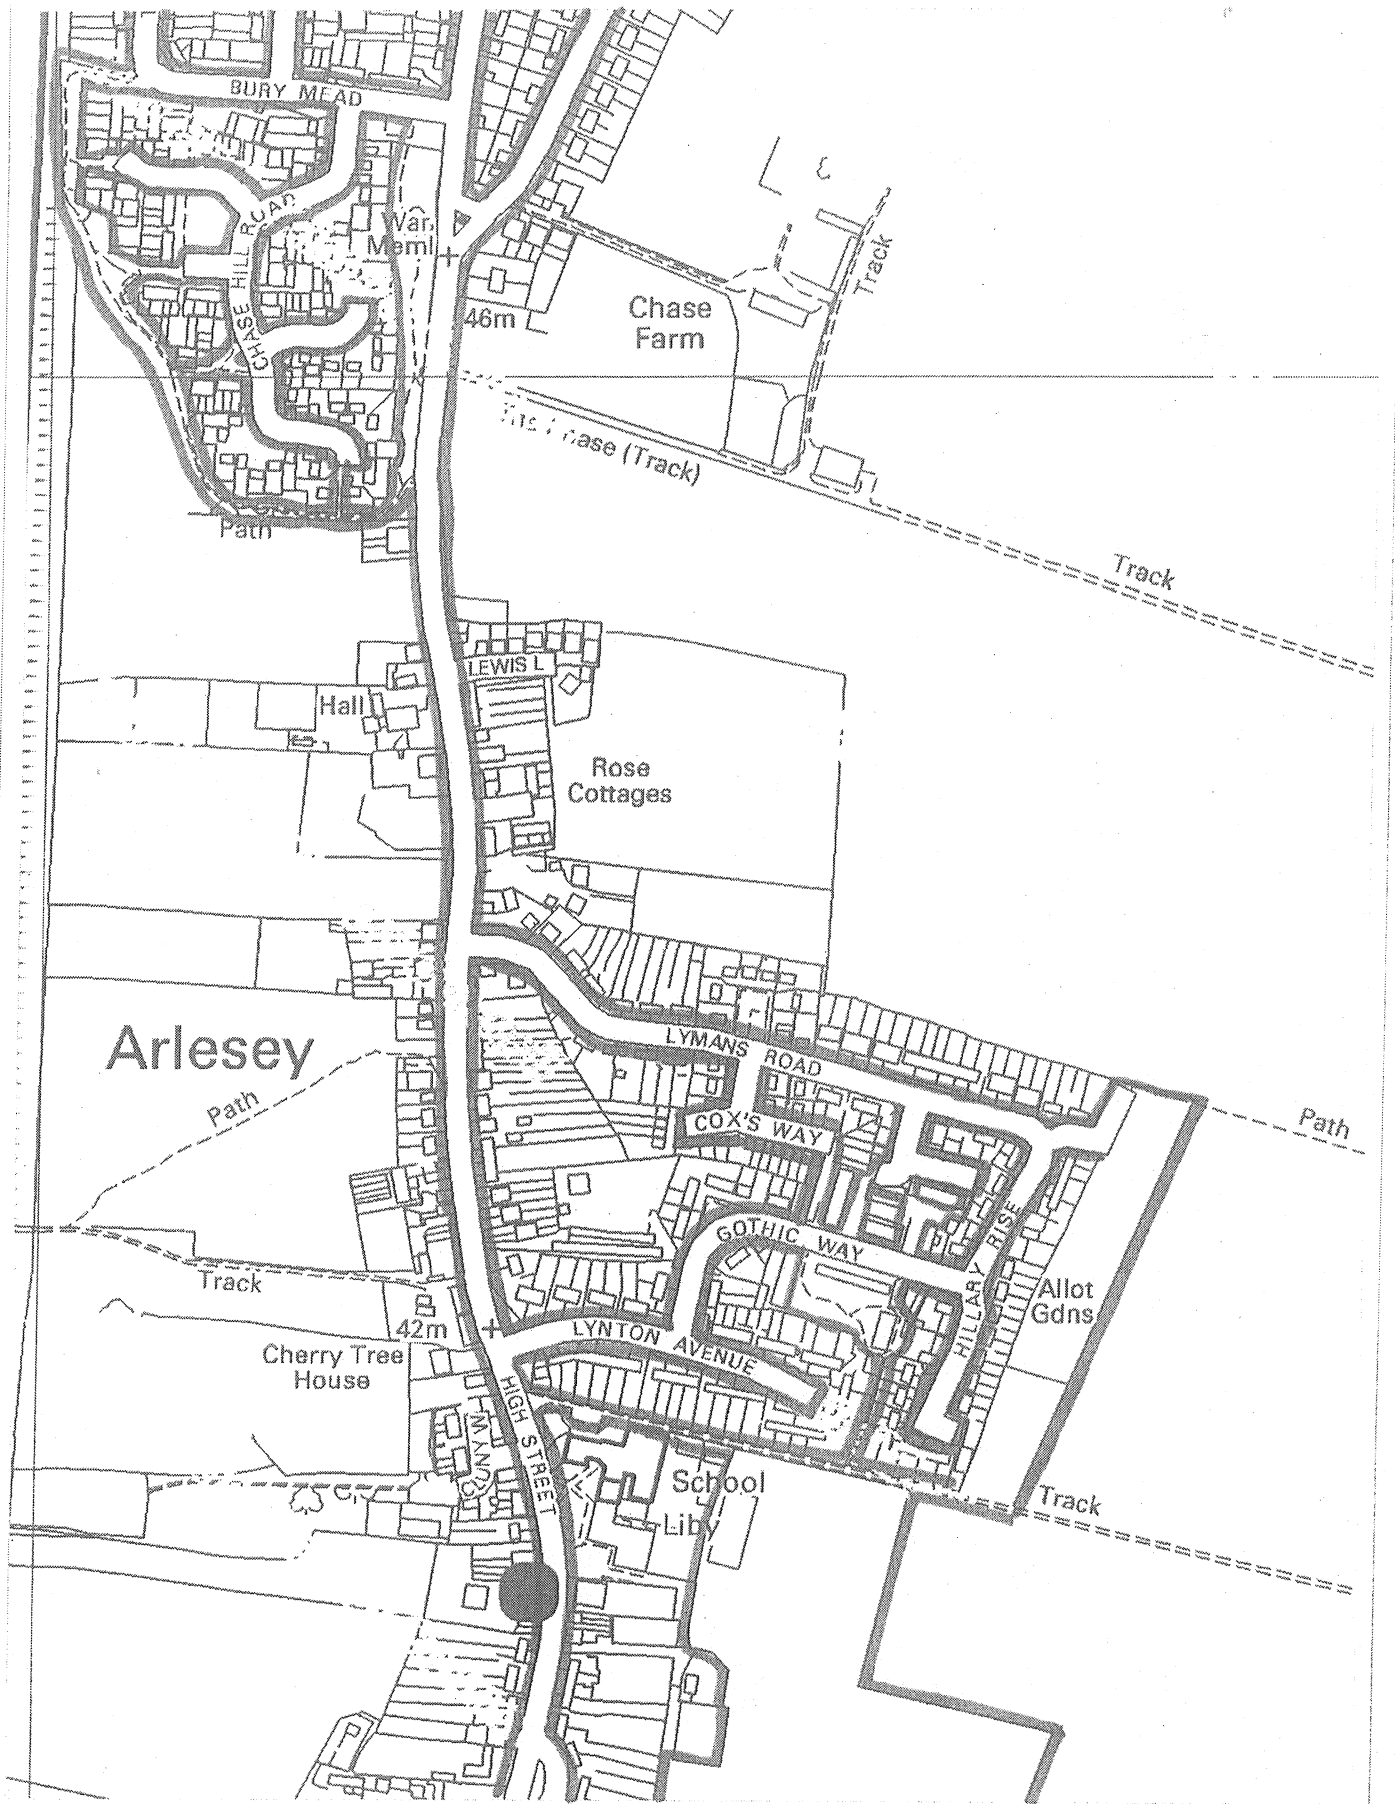 BURY MEAD
War
Meml
CHASE HILL ROAD
Track
Chase
Farm
46m
(Track)
Path
Track
LEWIS L
Hall
Rose
Cottages
LYMANS ROAD
Arlesey
Path
COX'S WAY
Path
GOTHIC WAY
HILLARY RISE
Track
Allot
Gdns
42m
LYNTON AVENUE
Cherry Tree
House
HIGH STREET
School
Track
Liby